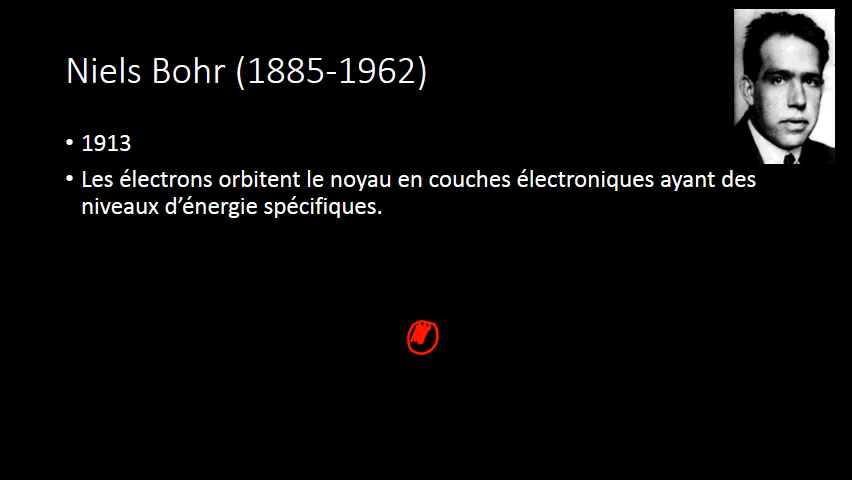 Niels Bohr (1885-1962)
• 1913
• Les électrons orbitent le noyau en couches électroniques ayant des
niveaux d’énergie spécifiques.